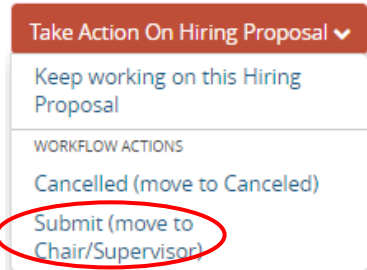 Take Action On Hiring Proposal
Keep working on this Hiring
Proposal
WORKFLOW ACTIONS
Cancelled (move to Canceled)
Submit (move to
Chair/Supervisor)